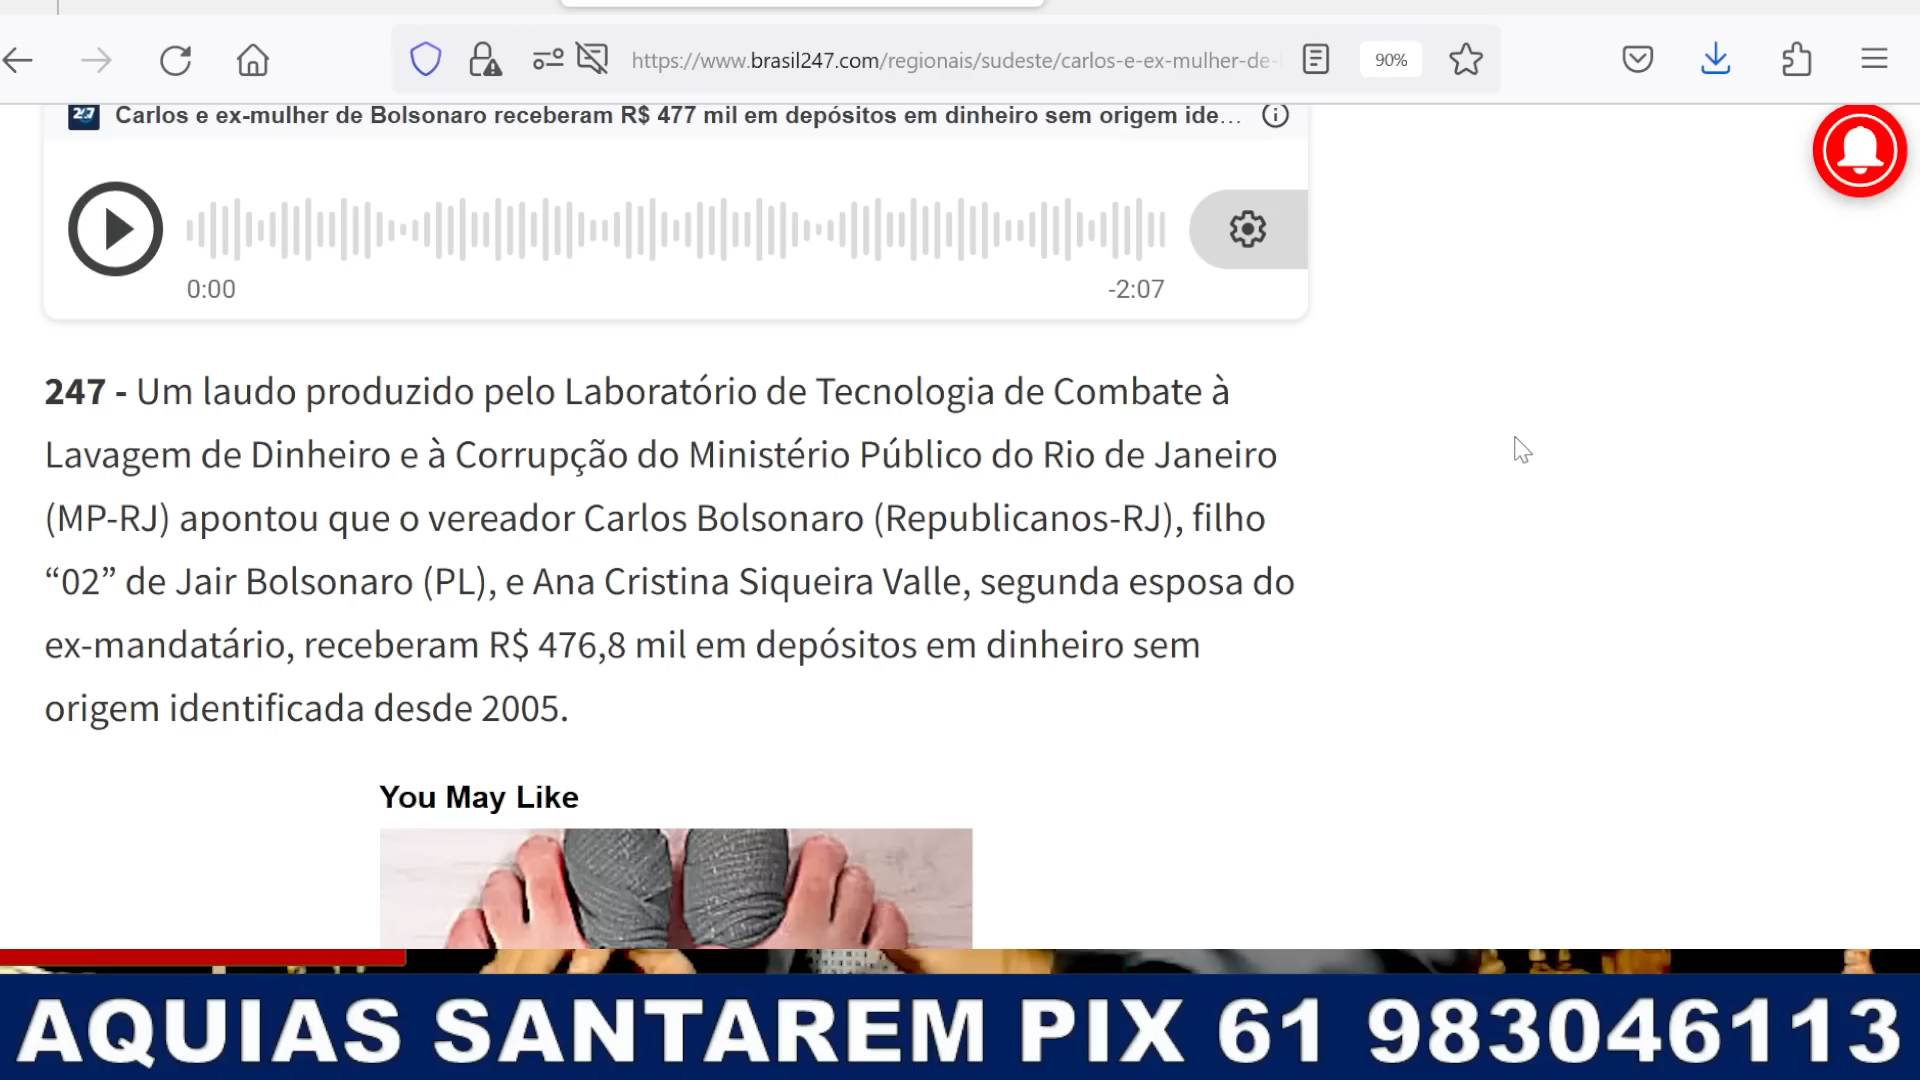 https://www.brasil247.com/regionais/sudeste/carlos-e-ex-mulher-de-
90%
247 Carlos e ex-mulher de Bolsonaro receberam R$ 477 mil em depósitos em dinheiro sem origem ide...
0:00
-2:07
247 - Um laudo produzido pelo Laboratório de Tecnologia de Combate à
Lavagem de Dinheiro e à Corrupção do Ministério Público do Rio de Janeiro
(MP-RJ) apontou que o vereador Carlos Bolsonaro (Republicanos-RJ), filho
“02” de Jair Bolsonaro (PL), e Ana Cristina Siqueira Valle, segunda esposa do
ex-mandatário, receberam R$ 476,8 mil em depósitos em dinheiro sem
origem identificada desde 2005.
You May Like
AQUIAS SANTAREM PIX 61 983046113